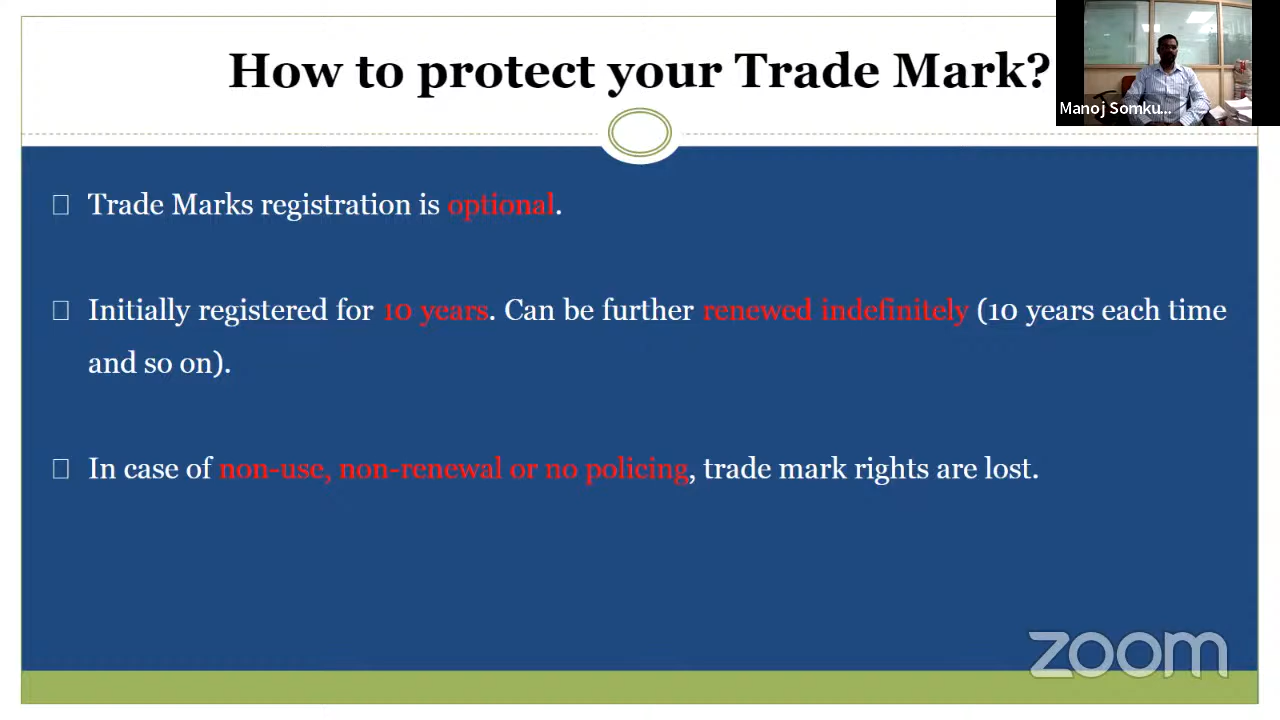 How to protect your Trade Mark?
Manoj Somku...
Trade Marks registration is optional.
Initially registered for 10 years. Can be further renewed indefinitely (10 years each time
and so on).
In case of non-use, non-renewal or no policing, trade mark rights are lost.
zoom